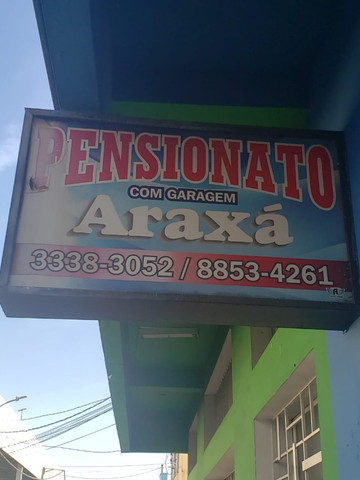 PENSIONATO
COM GARAGEM
Araxá
3338-3052 / 8853-4261